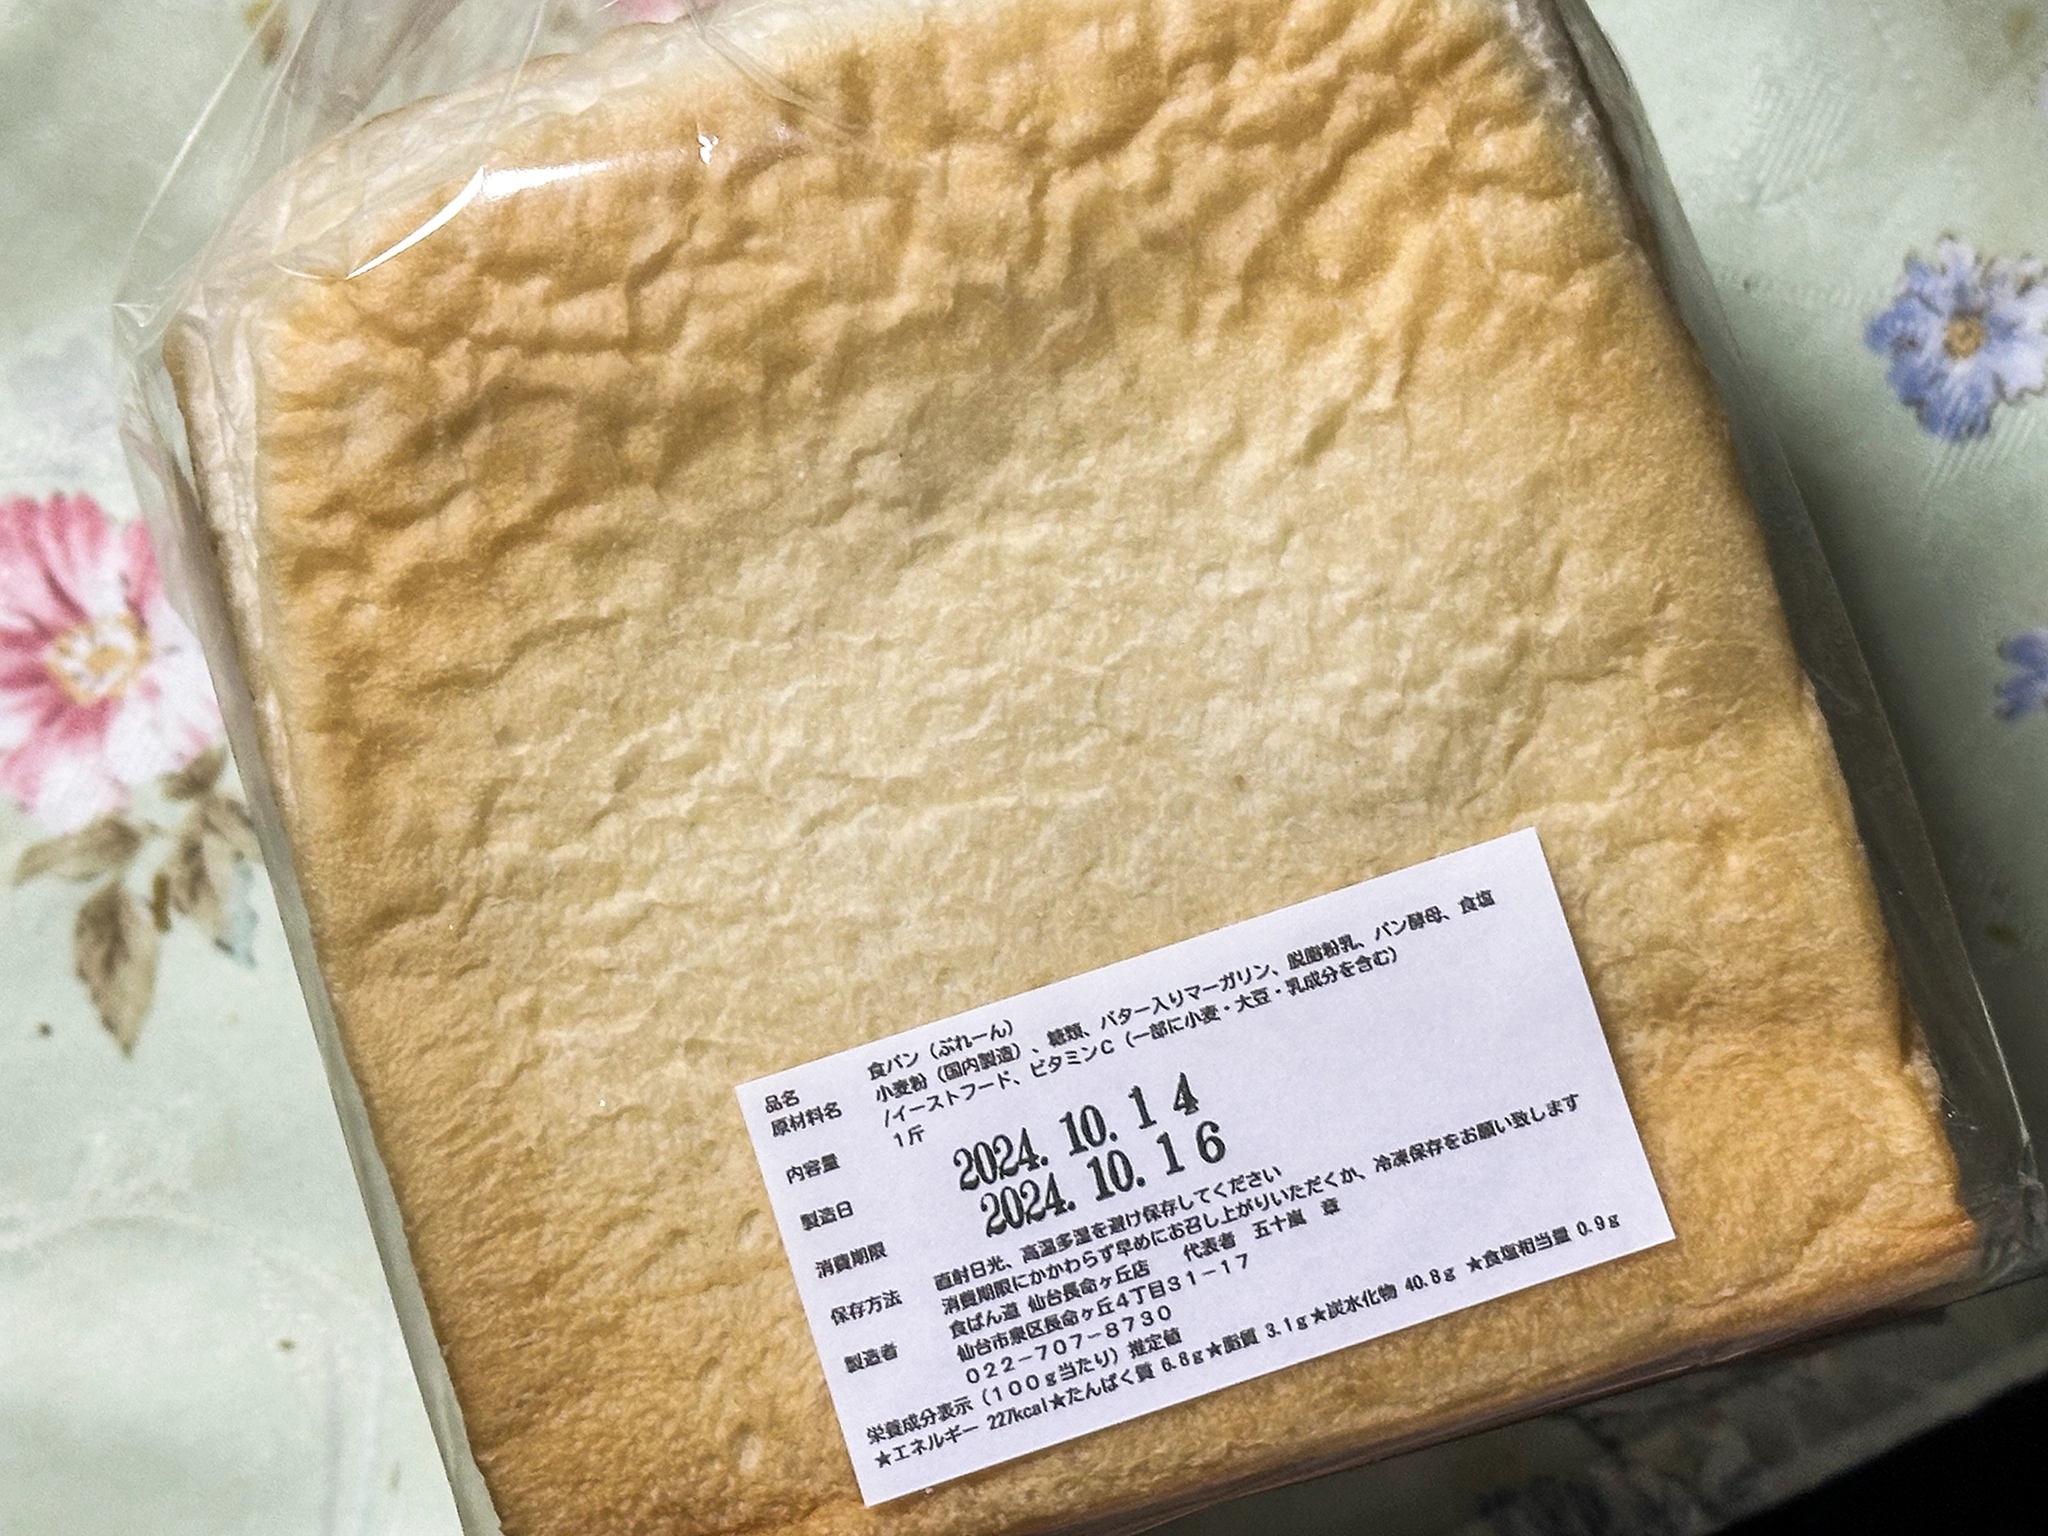 品名 食パン（ぷれーん）
原材料名 小麦粉（国内製造）、糖類、バター入りマーガリン、脱脂粉乳、パン酵母、食塩
/イーストフード、ビタミンC（一部に小麦・大豆・乳成分を含む）
内容量 1斤
製造日 2024. 10. 14
消費期限 2024. 10. 16
保存方法 直射日光、高温多湿を避け保存してください
消費期限にかかわらず早めにお召し上がりいただくか、冷凍保存をお願い致します
製造者 食ぱん道 仙台長命ヶ丘店 代表者 五十嵐 章
仙台市泉区長命ヶ丘4丁目31-17
022-707-8730
栄養成分表示（100g当たり）推定値
★エネルギー 227kcal★たんぱく質 6.8g★脂質 3.1g★炭水化物 40.8g ★食塩相当量 0.9g